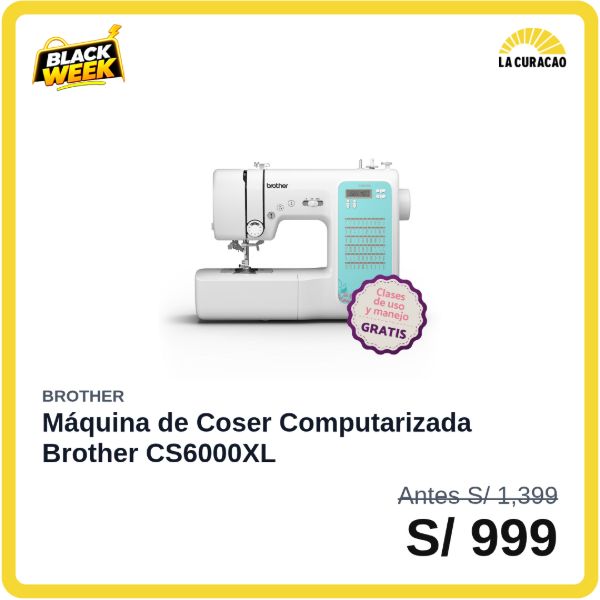 BLACK
WEEK
LA CURACAO
brother
Clases
de uso
y manejo
GRATIS
BROTHER
Máquina de Coser Computarizada
Brother CS6000XL
Antes S/ 1,399
S/ 999